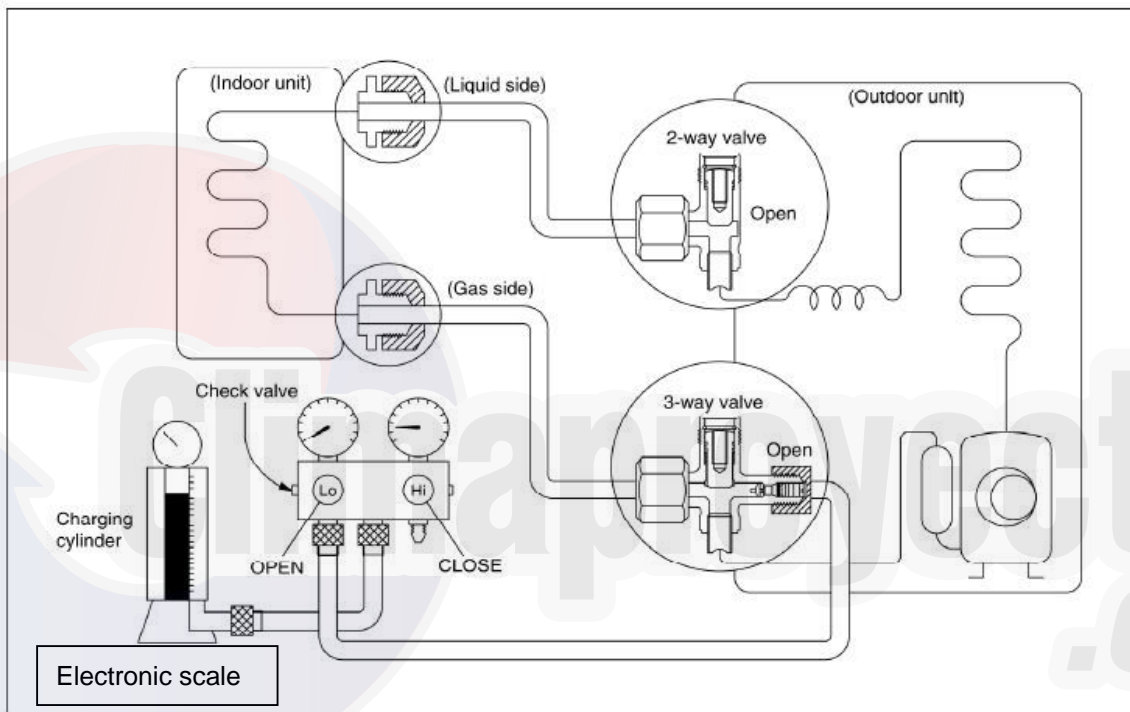 (Indoor unit)
(Liquid side)
(Outdoor unit)
2-way valve
Open
(Gas side)
Check valve
3-way valve
Open
Lo
Hi
Charging
cylinder
OPEN
CLOSE
Electronic scale
Climaproyect